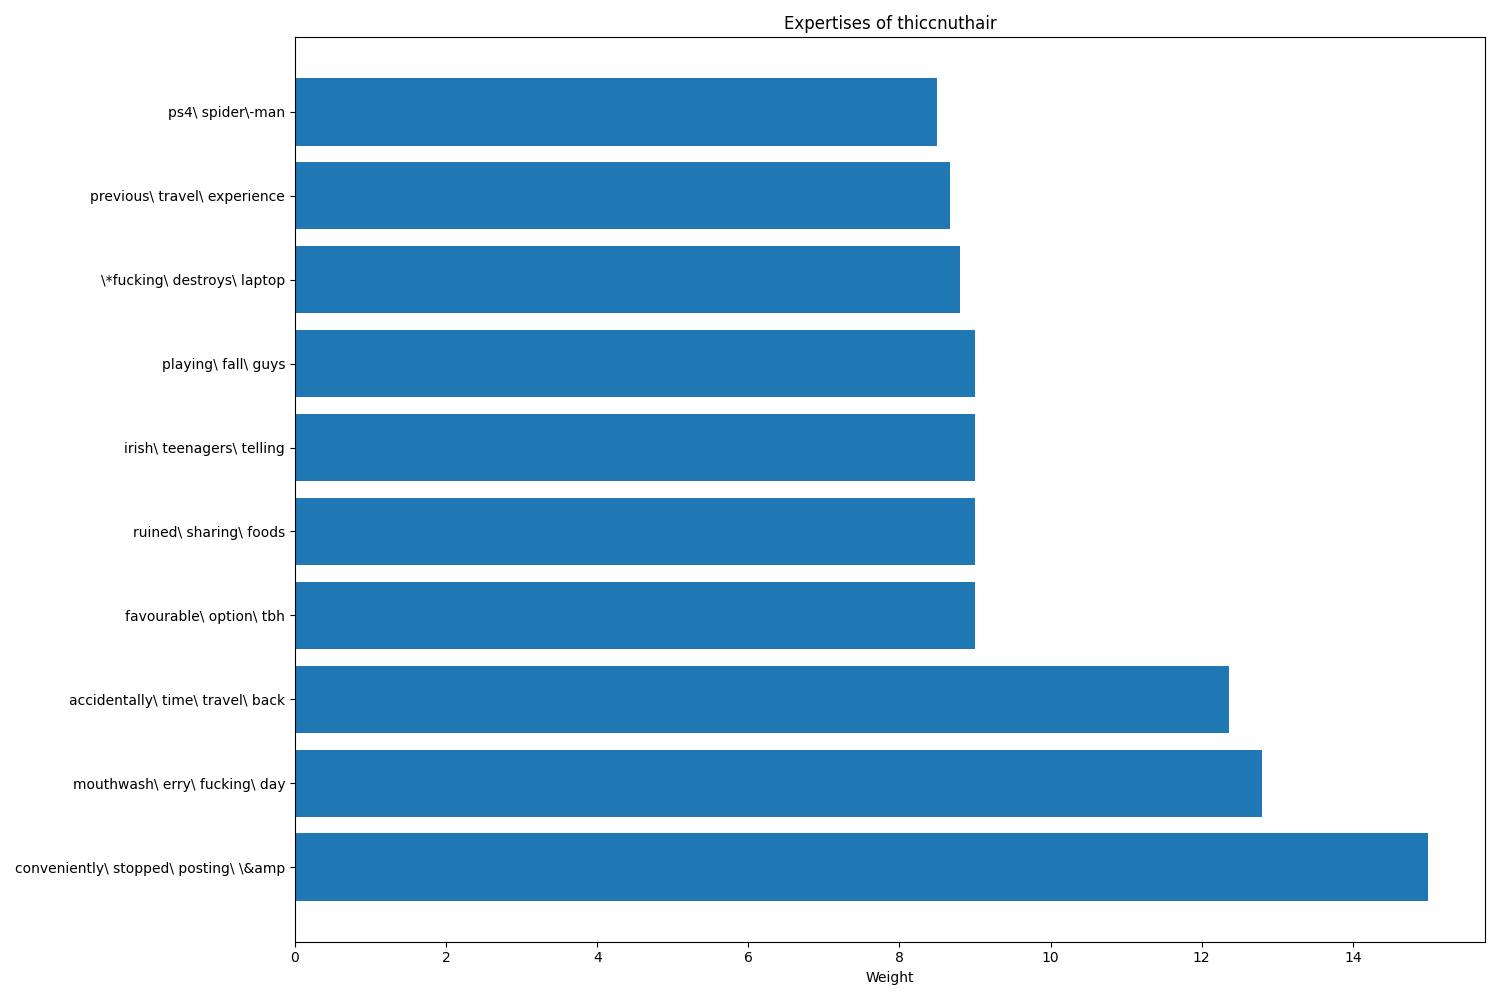 Expertises of thiccnuthair
ps4\ spider\-man
previous\ travel\ experience
\*fucking\ destroys\ laptop
playing\ fall\ guys
irish\ teenagers\ telling
ruined\ sharing\ foods
favourable\ option\ tbh
accidentally\ time\ travel\ back
mouthwash\ erry\ fucking\ day
conveniently\ stopped\ posting\ \&amp
0 2 4 6 8 10 12 14
Weight